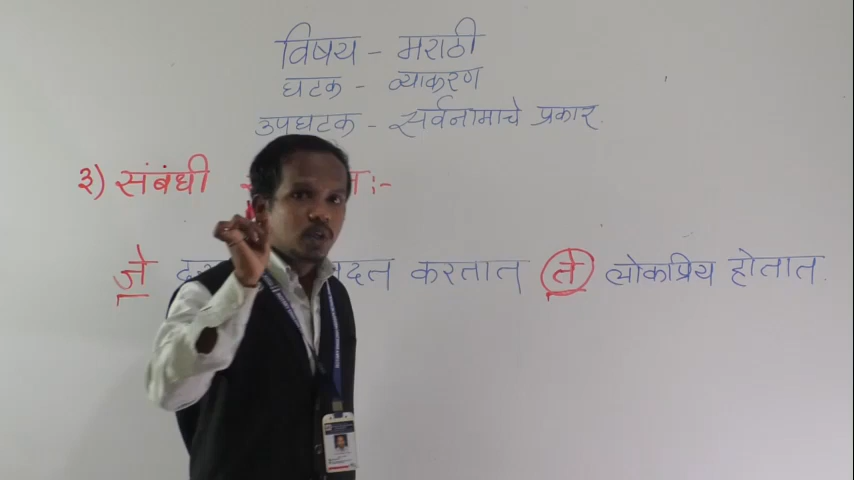 विषय - मराठी
घटक - व्याकरण
उपघटक - सर्वनामाचे प्रकार.
३) संबंधी :-
जे करतात ते लोकप्रिय होतात.